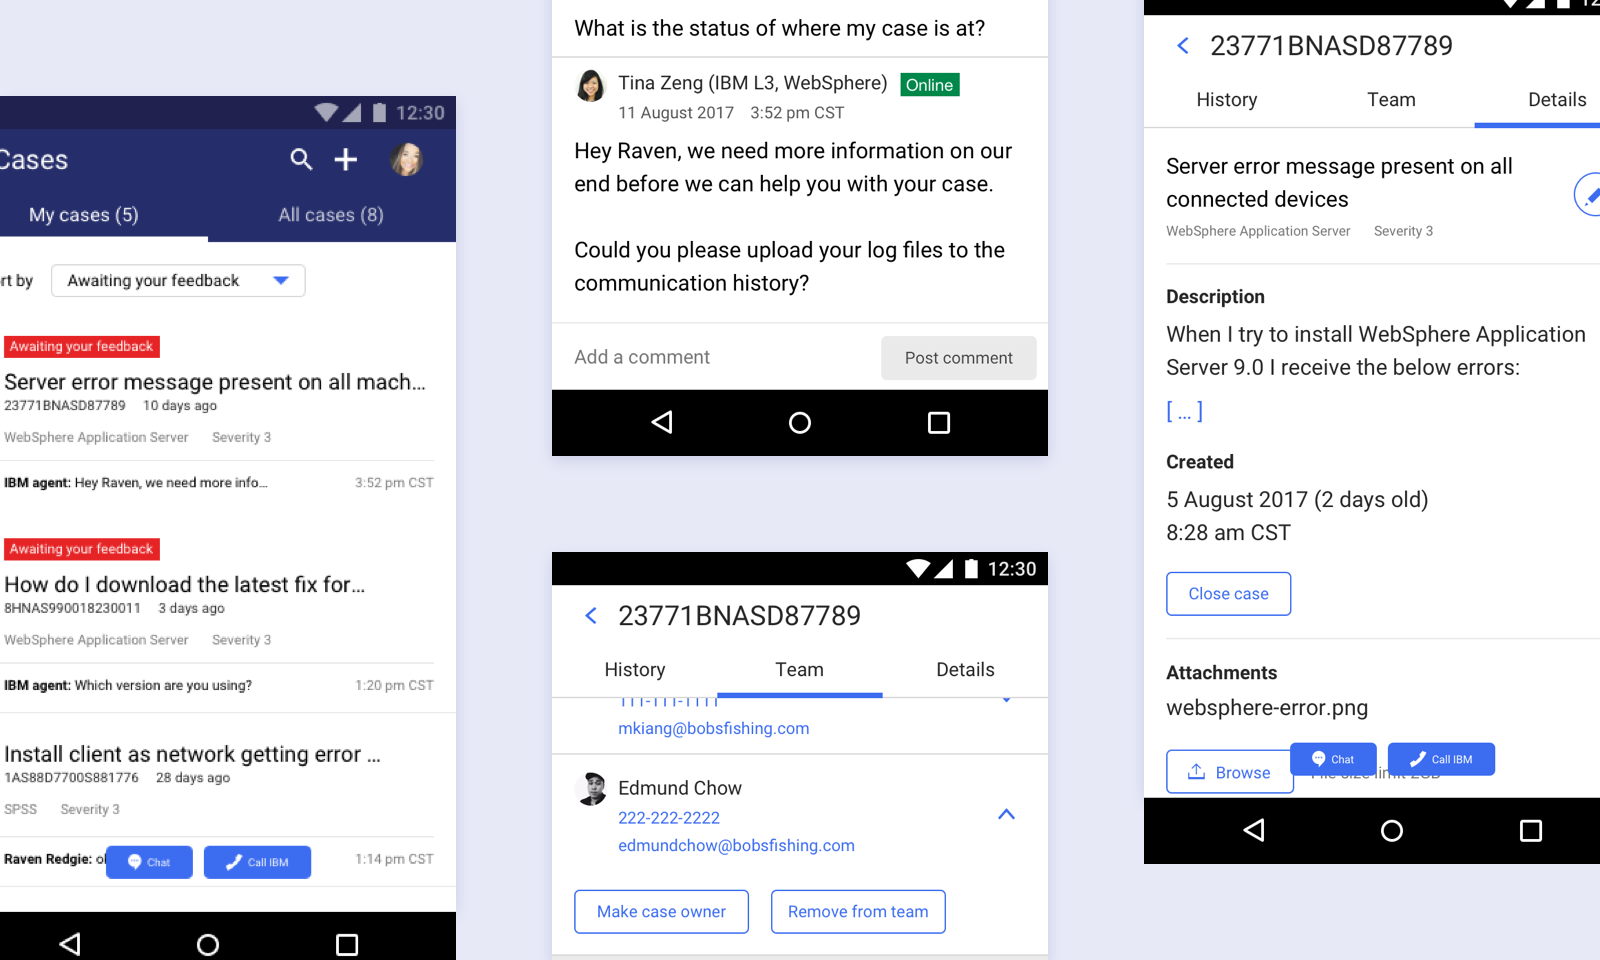 12:30
Cases
My cases (5)
All cases (8)
rt by
Awaiting your feedback
Awaiting your feedback
Server error message present on all mach...
23771BNASD87789 10 days ago
WebSphere Application Server Severity 3
IBM agent: Hey Raven, we need more info... 3:52 pm CST
Awaiting your feedback
How do I download the latest fix for...
8HNAS990018230011 3 days ago
WebSphere Application Server Severity 3
IBM agent: Which version are you using? 1:20 pm CST
Install client as network getting error ...
1AS88D7700S881776 28 days ago
SPSS Severity 3
Raven Redgie: ol 1:14 pm CST
Chat
Call IBM
What is the status of where my case is at?
Tina Zeng (IBM L3, WebSphere) Online
11 August 2017 3:52 pm CST
Hey Raven, we need more information on our
end before we can help you with your case.
Could you please upload your log files to the
communication history?
Add a comment
Post comment
12:30
23771BNASD87789
History Team Details
111-111-1111
mkiang@bobsfishing.com
Edmund Chow
222-222-2222
edmundchow@bobsfishing.com
Make case owner
Remove from team
23771BNASD87789
History Team Details
Server error message present on all
connected devices
WebSphere Application Server Severity 3
Description
When I try to install WebSphere Application
Server 9.0 I receive the below errors:
[ ... ]
Created
5 August 2017 (2 days old)
8:28 am CST
Close case
Attachments
websphere-error.png
Browse
File size limit 2GB
Chat
Call IBM